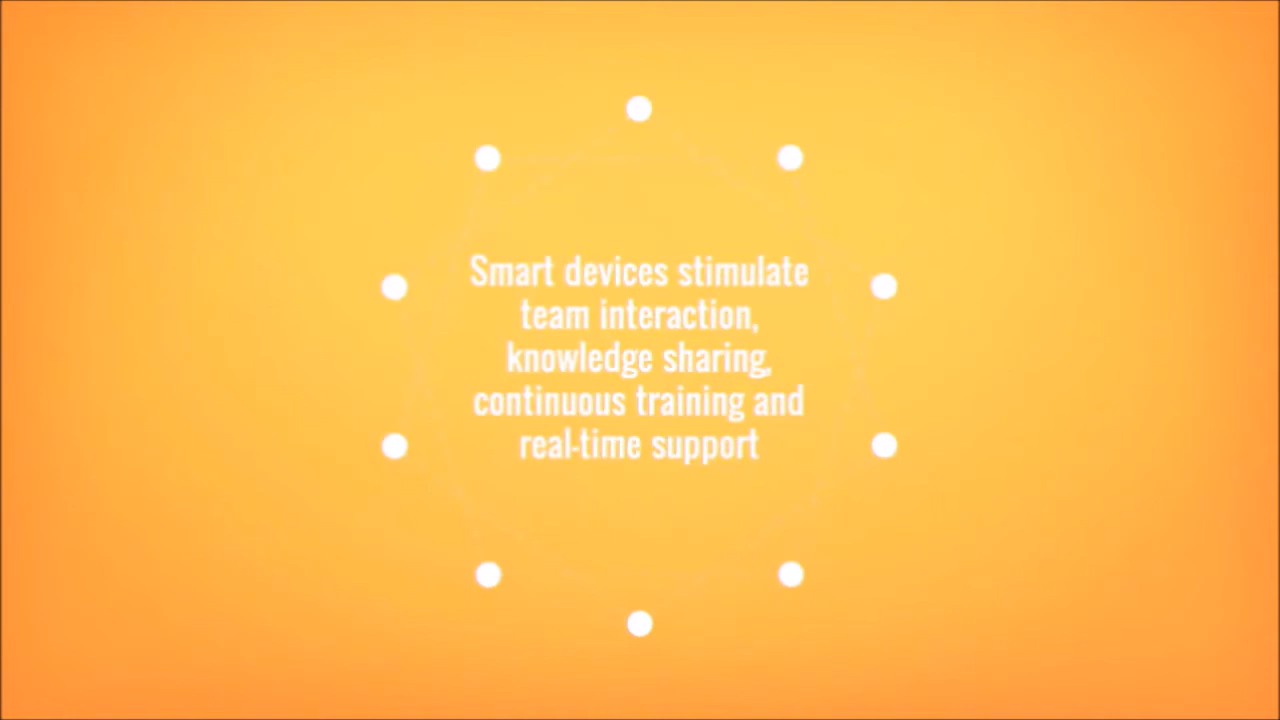 Smart devices stimulate
team interaction,
knowledge sharing,
continuous training and
real-time support